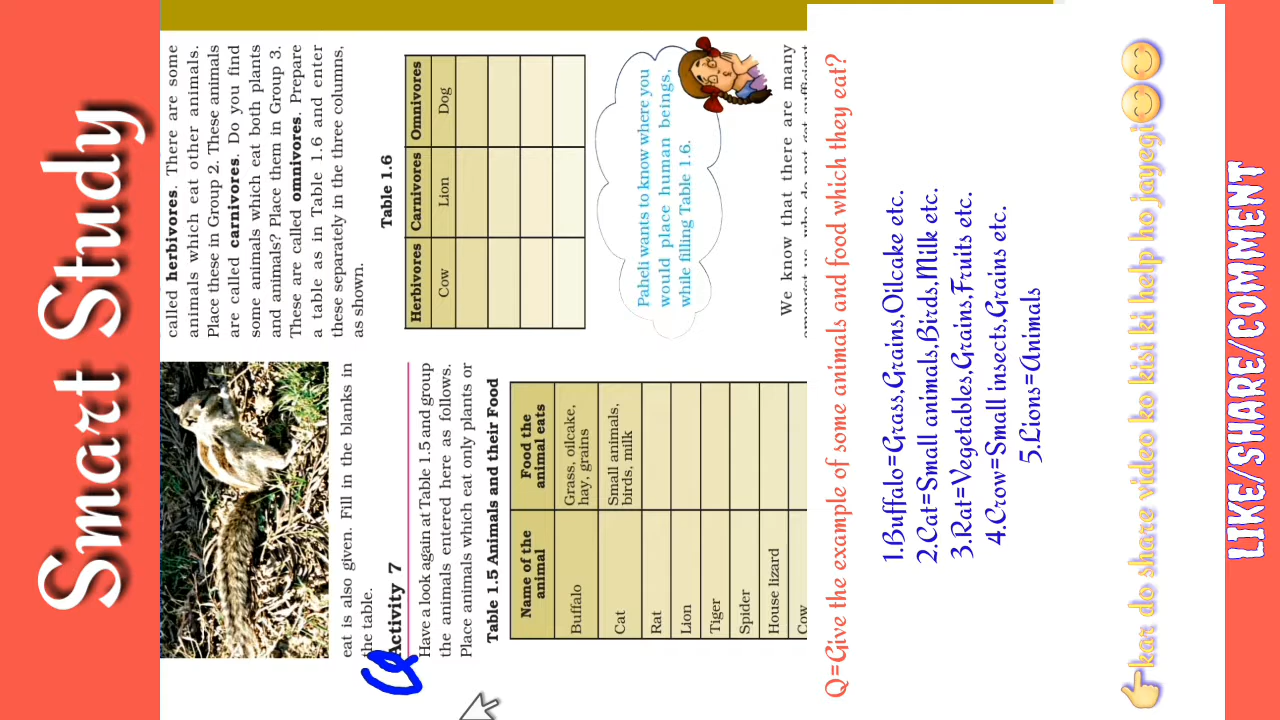 Smart Study
called herbivores. There are some
animals which eat other animals.
Place these in Group 2. These animals
are called carnivores. Do you find
some animals which eat both plants
and animals? Place them in Group 3.
These are called omnivores. Prepare
a table as in Table 1.6 and enter
these separately in the three columns,
as shown.
Table 1.6
Herbivores Carnivores Omnivores
Cow Lion Dog
Paheli wants to know where you
would place human beings,
while filling Table 1.6.
We know that there are many
eat is also given. Fill in the blanks in
the table.
Activity 7
Have a look again at Table 1.5 and group
the animals entered here as follows.
Place animals which eat only plants or
Table 1.5 Animals and their Food
Name of the animal Food the animal eats
Buffalo Grass, oilcake, hay, grains
Cat Small animals, birds, milk
Rat
Lion
Tiger
Spider
House lizard
Cow
Q=Give the example of some animals and food which they eat?
1.Buffalo=Grass,Grains,Oilcake etc.
2.Cat=Small animals,Birds,Milk etc.
3.Rat=Vegetables,Grains,Fruits etc.
4.Crow=Small insects,Grains etc.
5.Lions=Animals
👉kar do share video ko kisi ki help ho jayegi😊😊
LIKE/SHARE/COMMENT